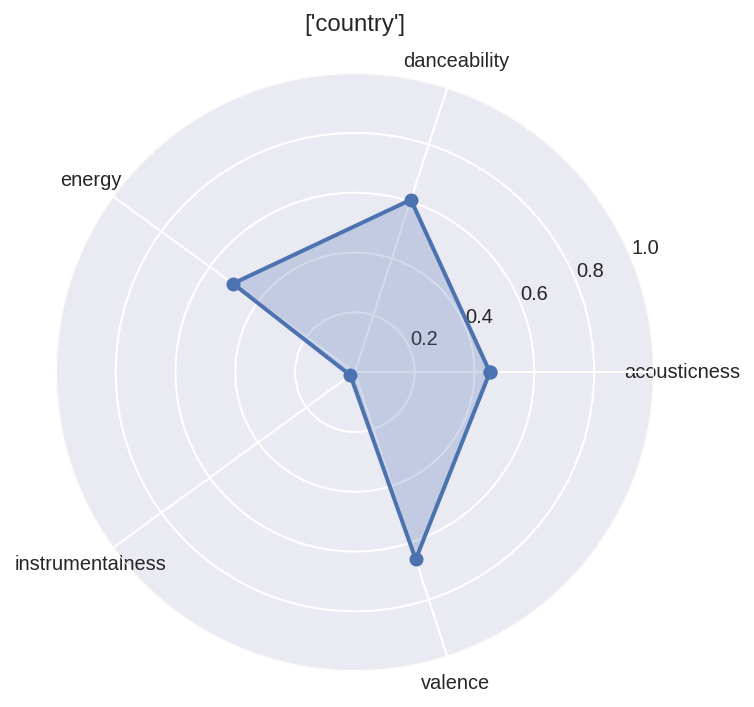 ['country']
danceability
energy
1.0
0.8
0.6
0.4
0.2
acousticness
instrumentalness
valence